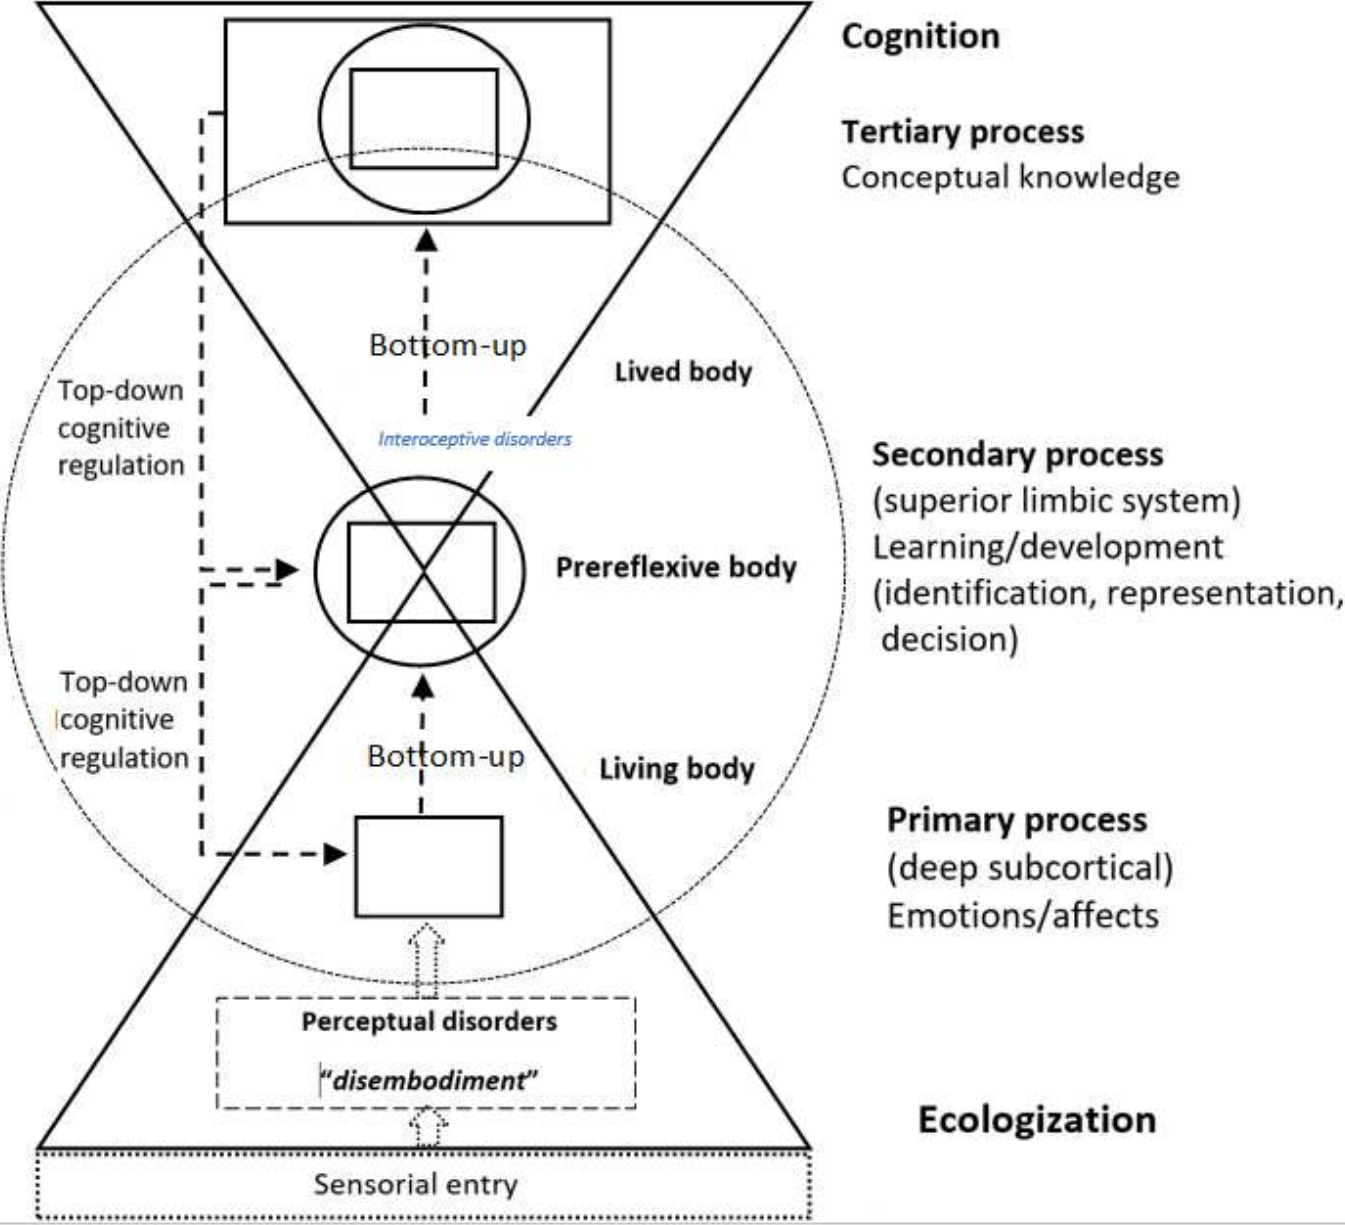 Cognition
Tertiary process
Conceptual knowledge
Bottom-up
Lived body
Top-down
cognitive
regulation
Interoceptive disorders
Secondary process
(superior limbic system)
Learning/development
(identification, representation,
decision)
Prereflexive body
Top-down
cognitive
regulation
Bottom-up
Living body
Primary process
(deep subcortical)
Emotions/affects
Perceptual disorders
“disembodiment”
Ecologization
Sensorial entry